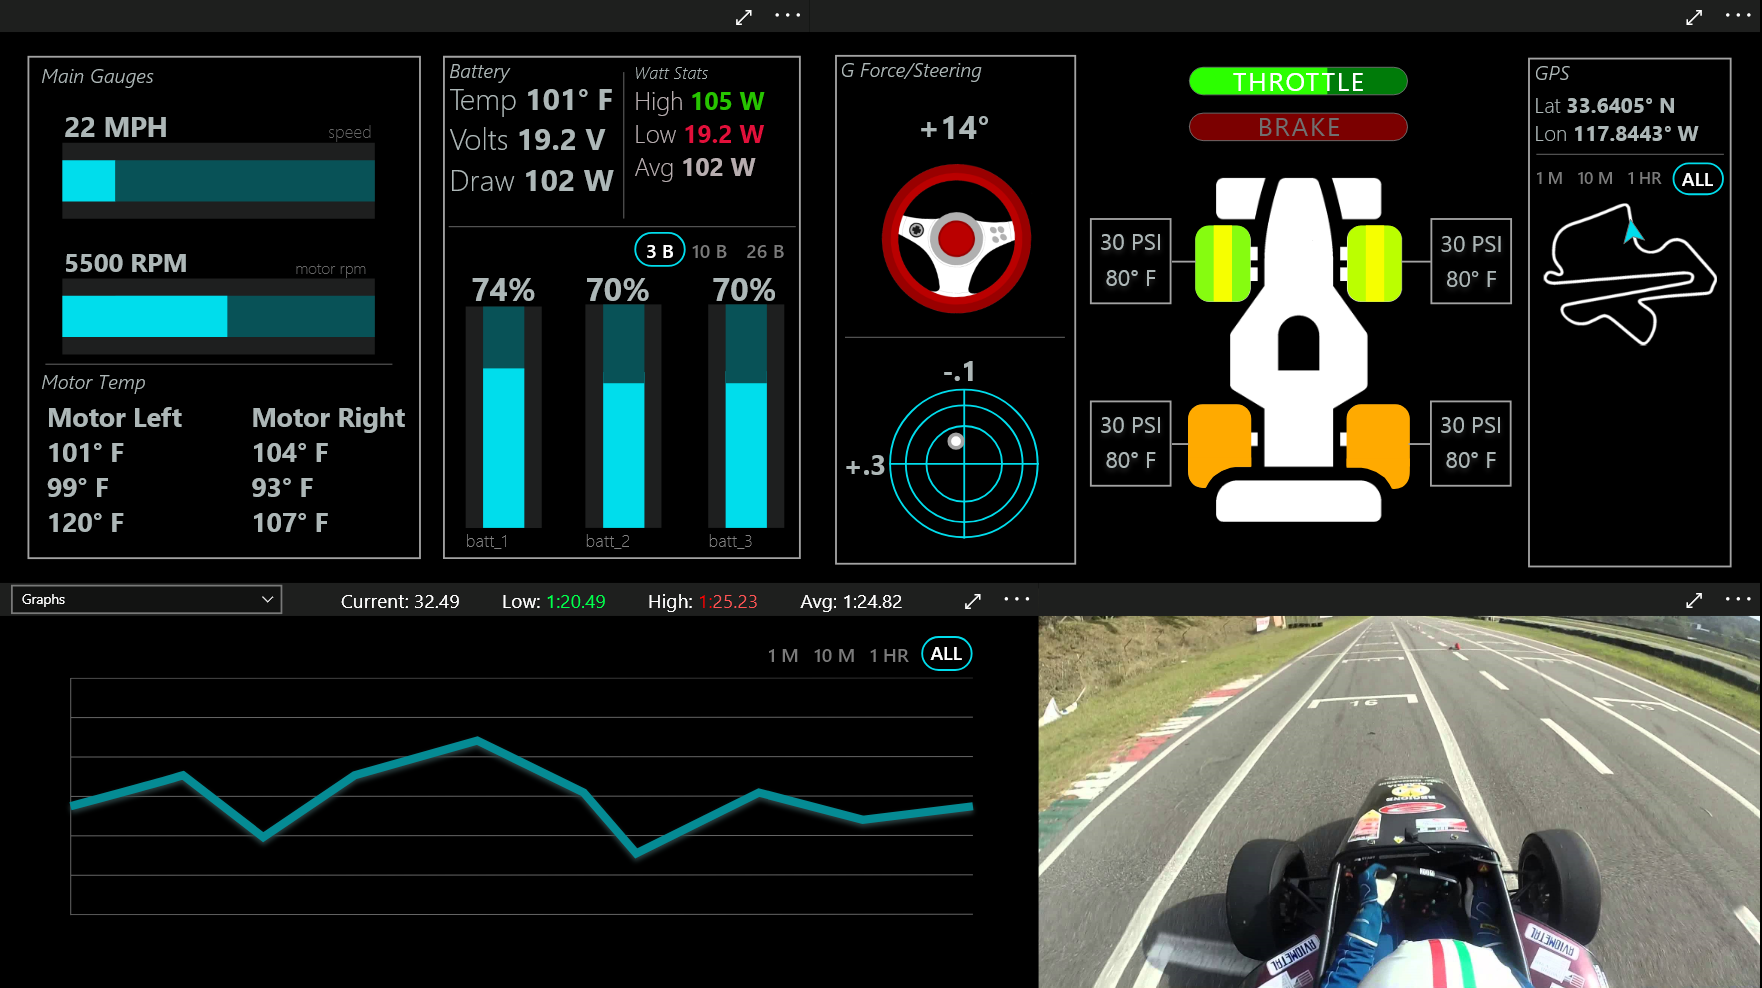 Main Gauges
22 MPH
speed
5500 RPM
motor rpm
Motor Temp
Motor Left Motor Right
101° F 104° F
99° F 93° F
120° F 107° F
Battery
Temp 101° F
Volts 19.2 V
Draw 102 W
Watt Stats
High 105 W
Low 19.2 W
Avg 102 W
3 B 10 B 26 B
74% 70% 70%
batt_1 batt_2 batt_3
G Force/Steering
+14°
-.1
+.3
THROTTLE
BRAKE
30 PSI
80° F
30 PSI
80° F
30 PSI
80° F
30 PSI
80° F
GPS
Lat 33.6405° N
Lon 117.8443° W
1 M 10 M 1 HR ALL
Graphs
Current: 32.49 Low: 1:20.49 High: 1:25.23 Avg: 1:24.82
1 M 10 M 1 HR ALL
16
15
AVIOMETAL
AVIOMETAL